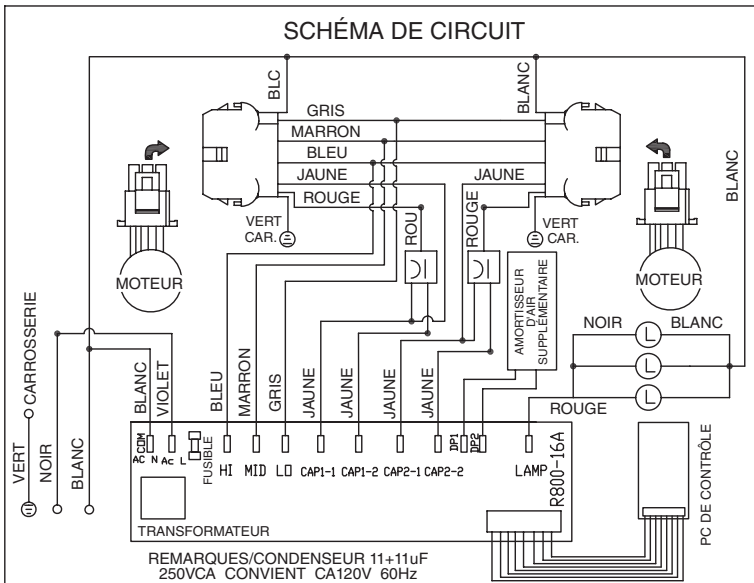 SCHÉMA DE CIRCUIT
BLC
BLANC
GRIS
MARRON
BLEU
JAUNE
JAUNE
ROUGE
ROUGE
ROU
BLANC
VERT
CAR.
VERT
CAR.
MOTEUR
MOTEUR
AMORTISSEUR
D'AIR
SUPPLÉMENTAIRE
NOIR
BLANC
L
L
L
ROUGE
CARROSSERIE
VERT
NOIR
BLANC
BLANC
VIOLET
BLEU
MARRON
GRIS
JAUNE
JAUNE
JAUNE
JAUNE
COM
AC N
Ac L
FUSIBLE
HI
MID
LO
CAP1-1
CAP1-2
CAP2-1
CAP2-2
DP1
DP2
LAMP
R800-16A
TRANSFORMATEUR
PC DE CONTRÔLE
REMARQUES/CONDENSEUR 11+11uF
250VCA CONVIENT CA120V 60Hz